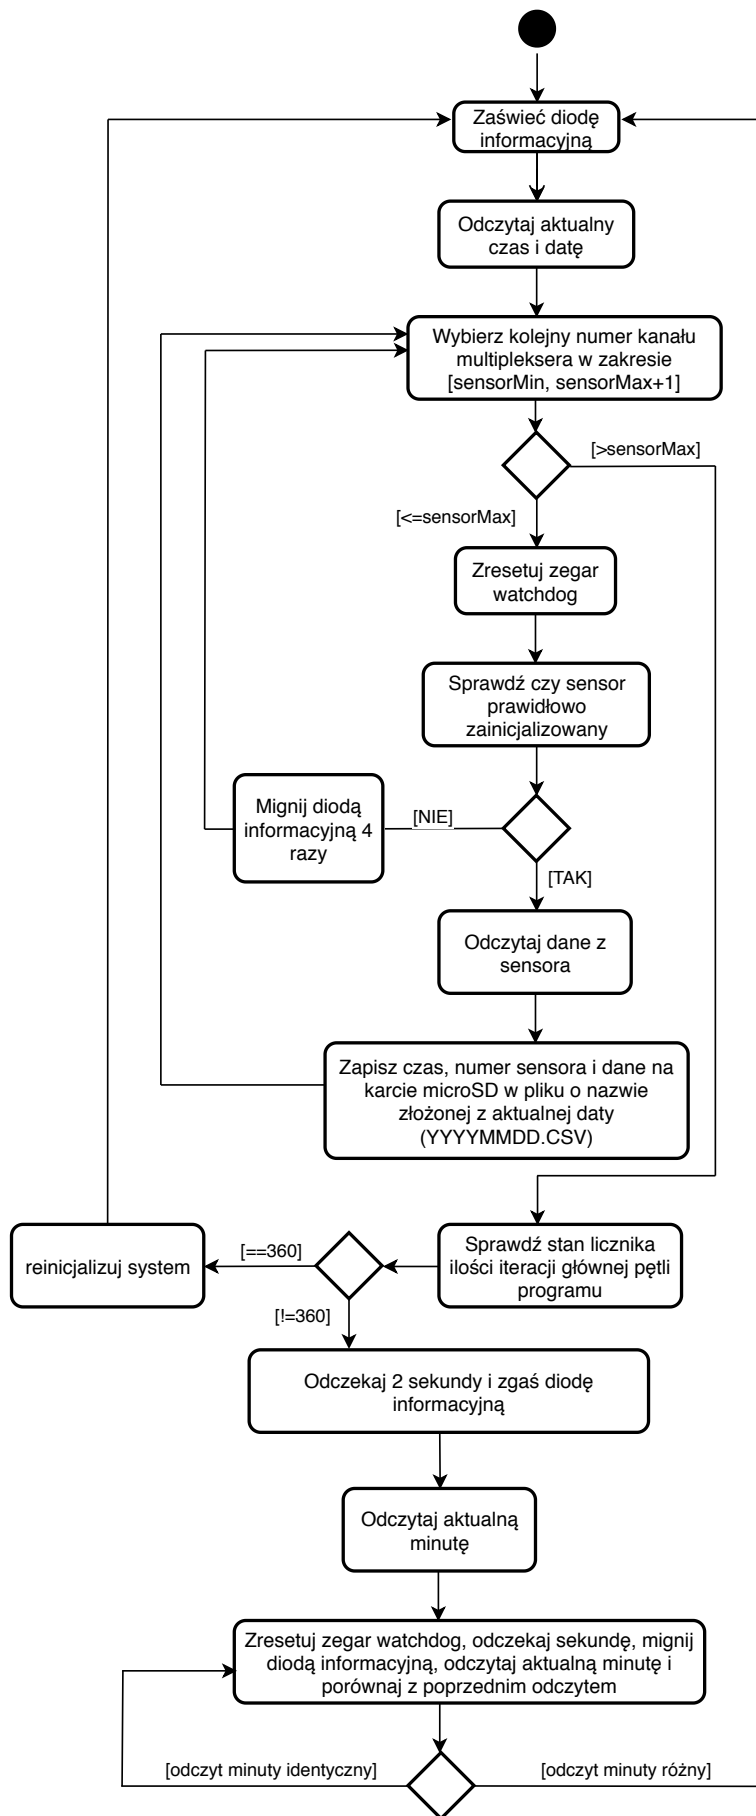 Zaświeć diodę
informacyjną
Odczytaj aktualny
czas i datę
Wybierz kolejny numer kanału
multipleksera w zakresie
[sensorMin, sensorMax+1]
[>sensorMax]
[<=sensorMax]
Zresetuj zegar
watchdog
Sprawdź czy sensor
prawidłowo
zainicjalizowany
Mignij diodą
informacyjną 4
razy
[NIE]
[TAK]
Odczytaj dane z
sensora
Zapisz czas, numer sensora i dane na
karcie microSD w pliku o nazwie
złożonej z aktualnej daty
(YYYYMMDD.CSV)
reinicjalizuj system
[==360]
Sprawdź stan licznika
ilości iteracji głównej pętli
programu
[!=360]
Odczekaj 2 sekundy i zgaś diodę
informacyjną
Odczytaj aktualną
minutę
Zresetuj zegar watchdog, odczekaj sekundę, mignij
diodą informacyjną, odczytaj aktualną minutę i
porównaj z poprzednim odczytem
[odczyt minuty identyczny]
[odczyt minuty różny]